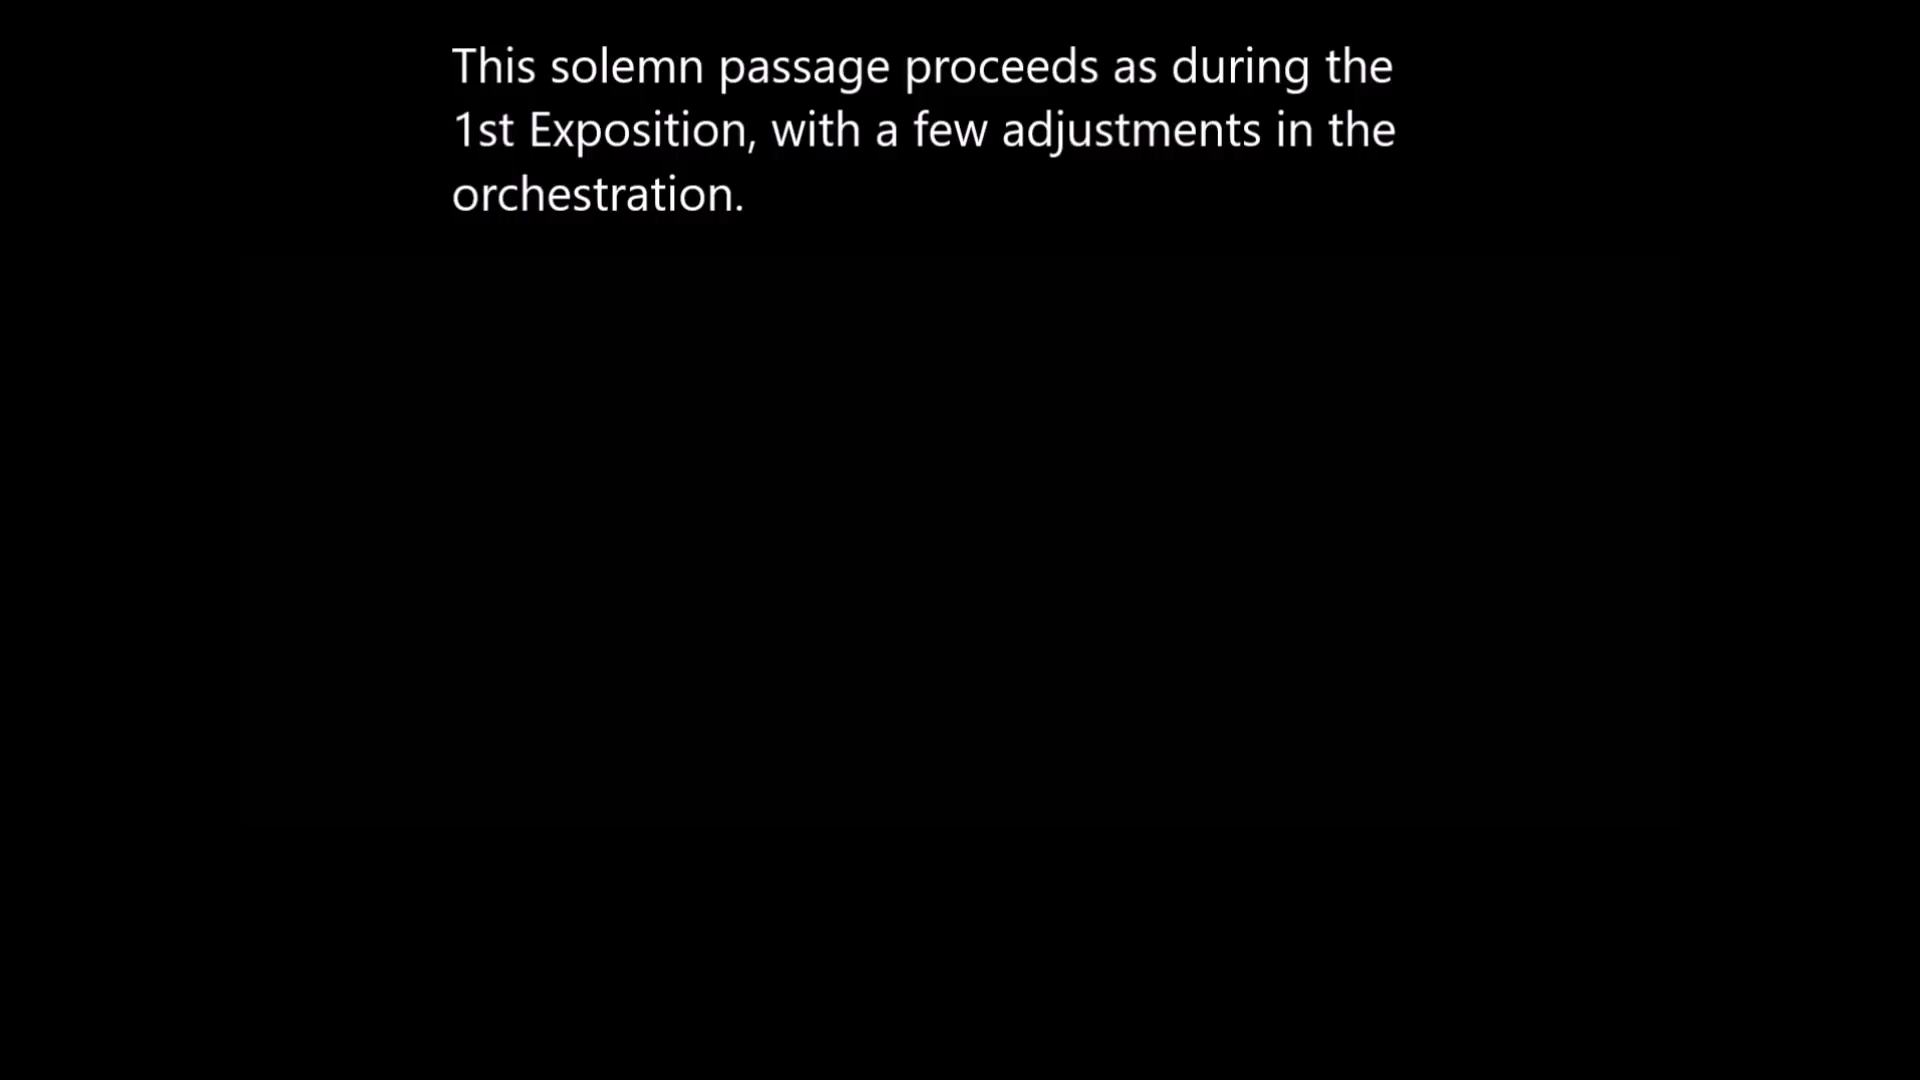 This solemn passage proceeds as during the
1st Exposition, with a few adjustments in the
orchestration.